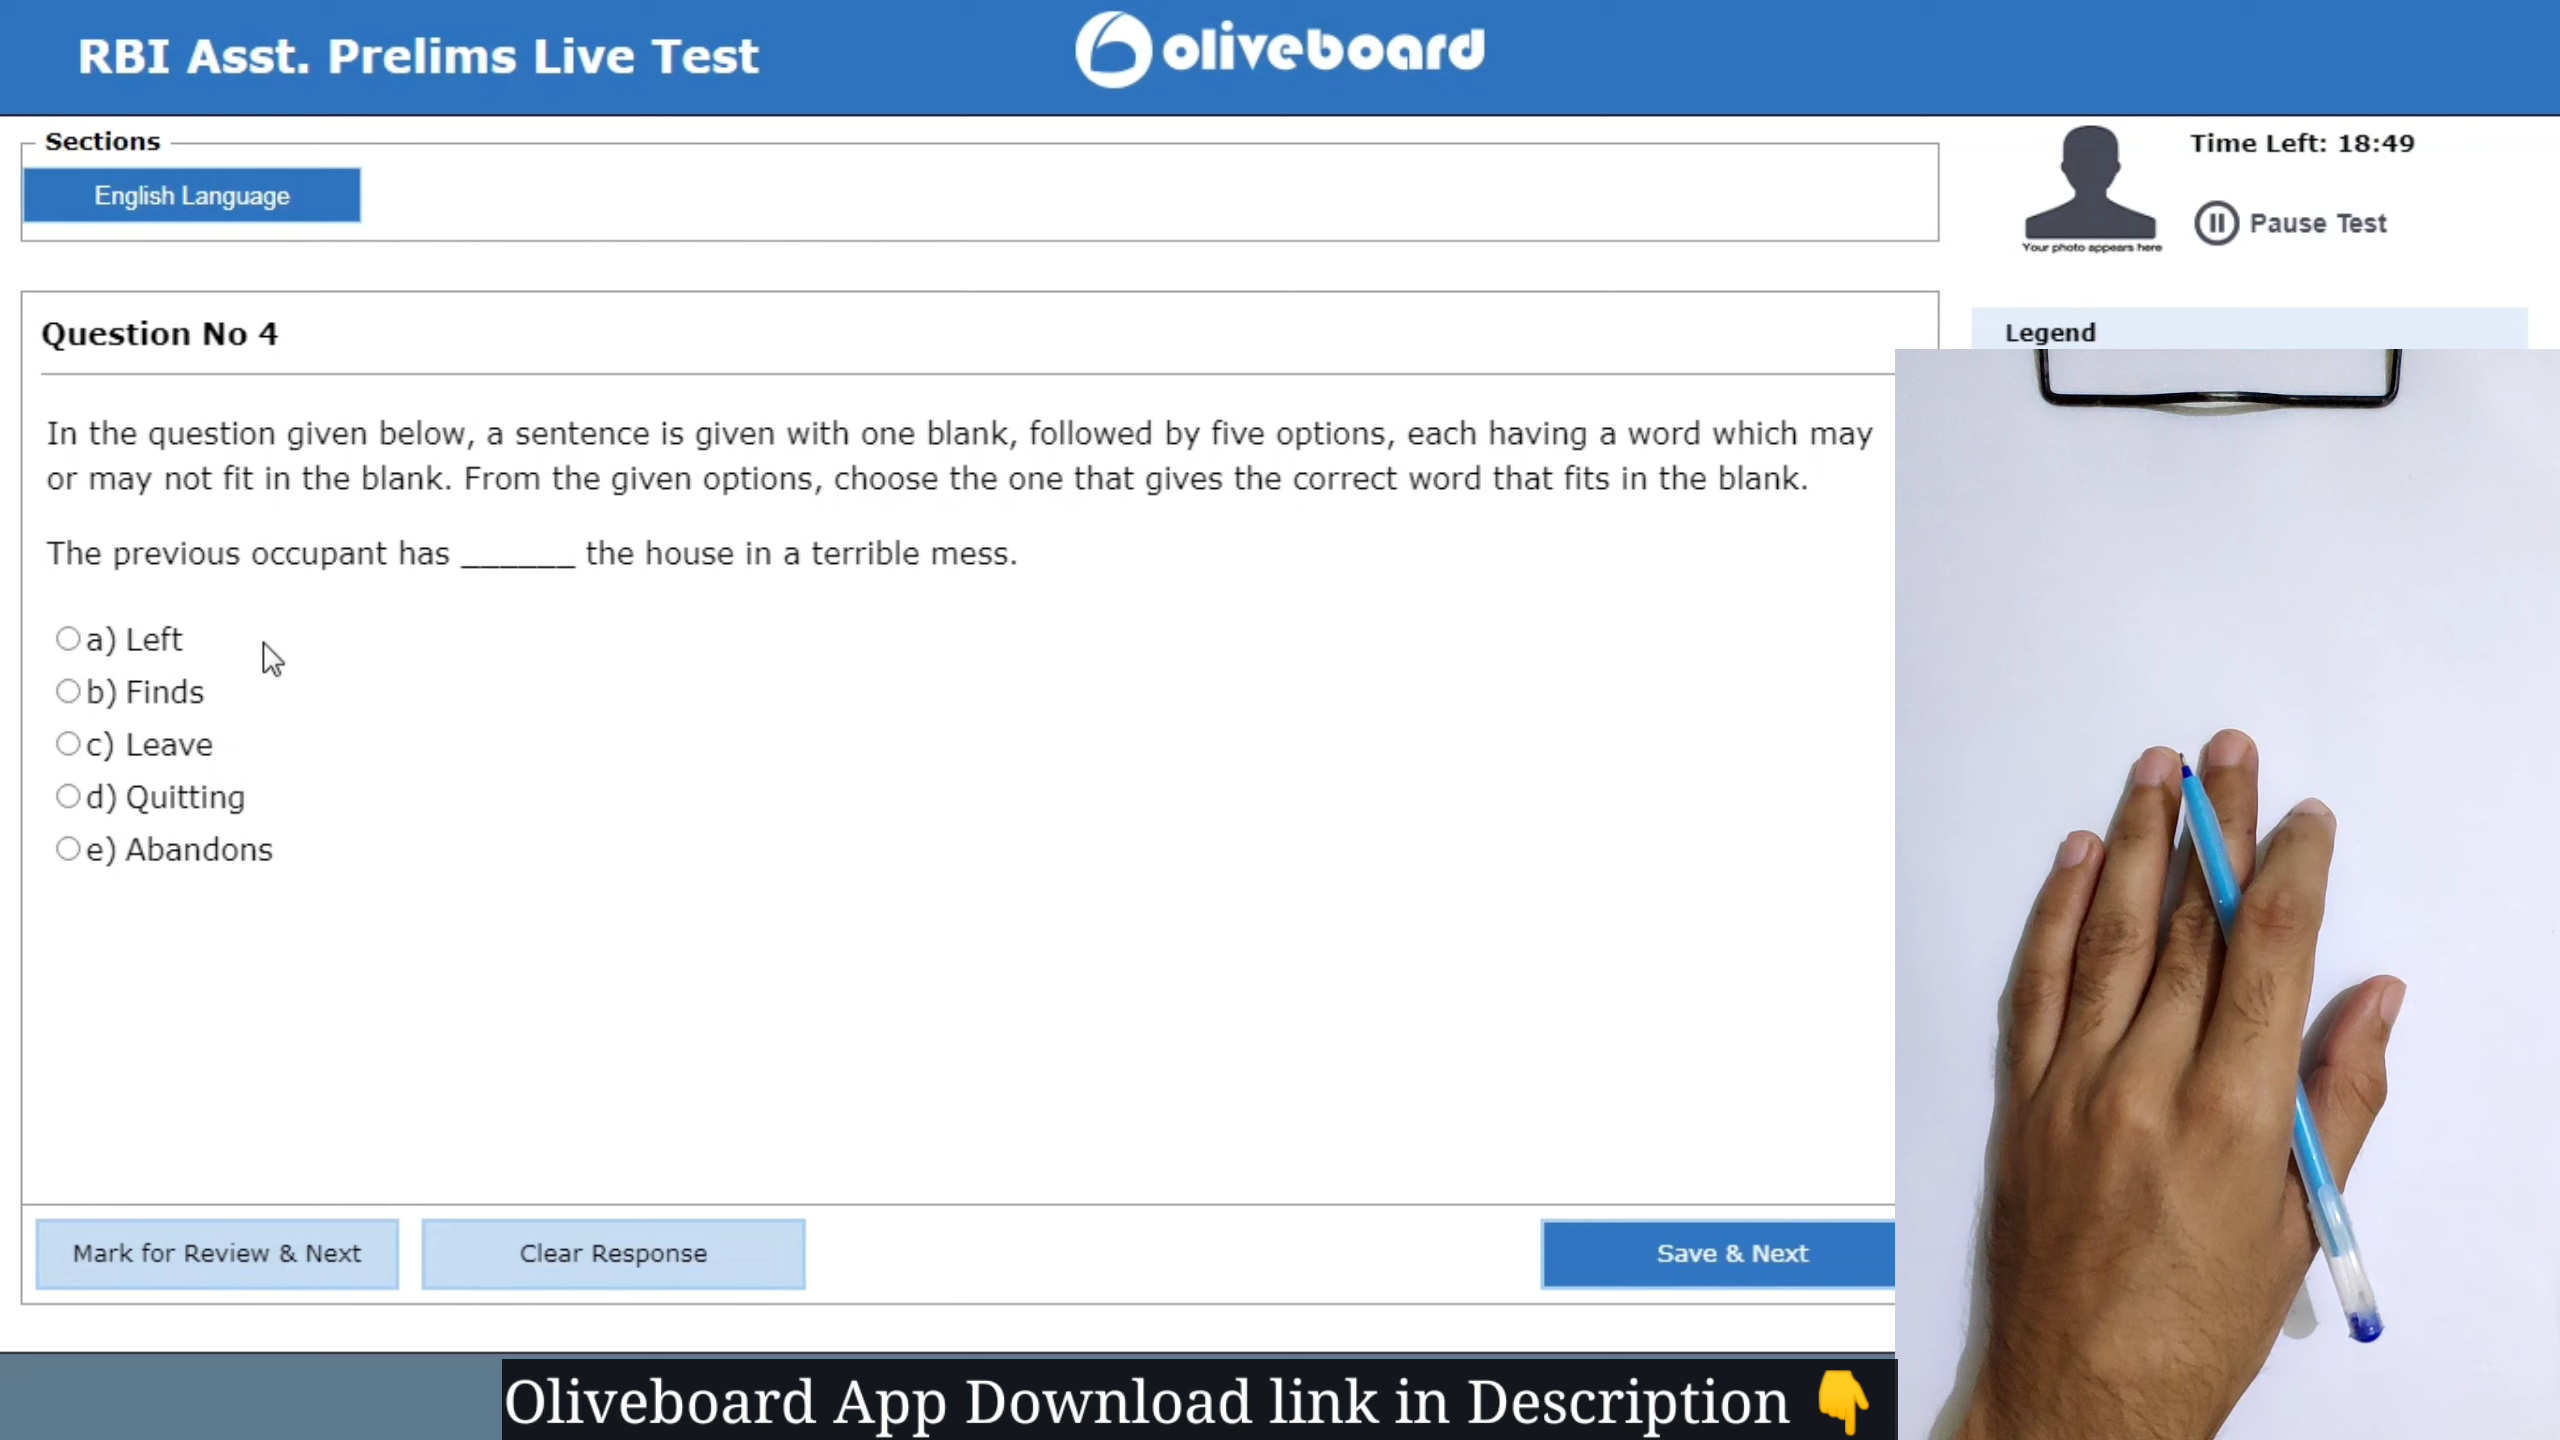 RBI Asst. Prelims Live Test
oliveboard
Sections
English Language
Time Left: 18:49
Your photo appears here
Pause Test
Question No 4
Legend
In the question given below, a sentence is given with one blank, followed by five options, each having a word which may
or may not fit in the blank. From the given options, choose the one that gives the correct word that fits in the blank.
The previous occupant has ______ the house in a terrible mess.
a) Left
b) Finds
c) Leave
d) Quitting
e) Abandons
Mark for Review & Next
Clear Response
Save & Next
Oliveboard App Download link in Description 👇